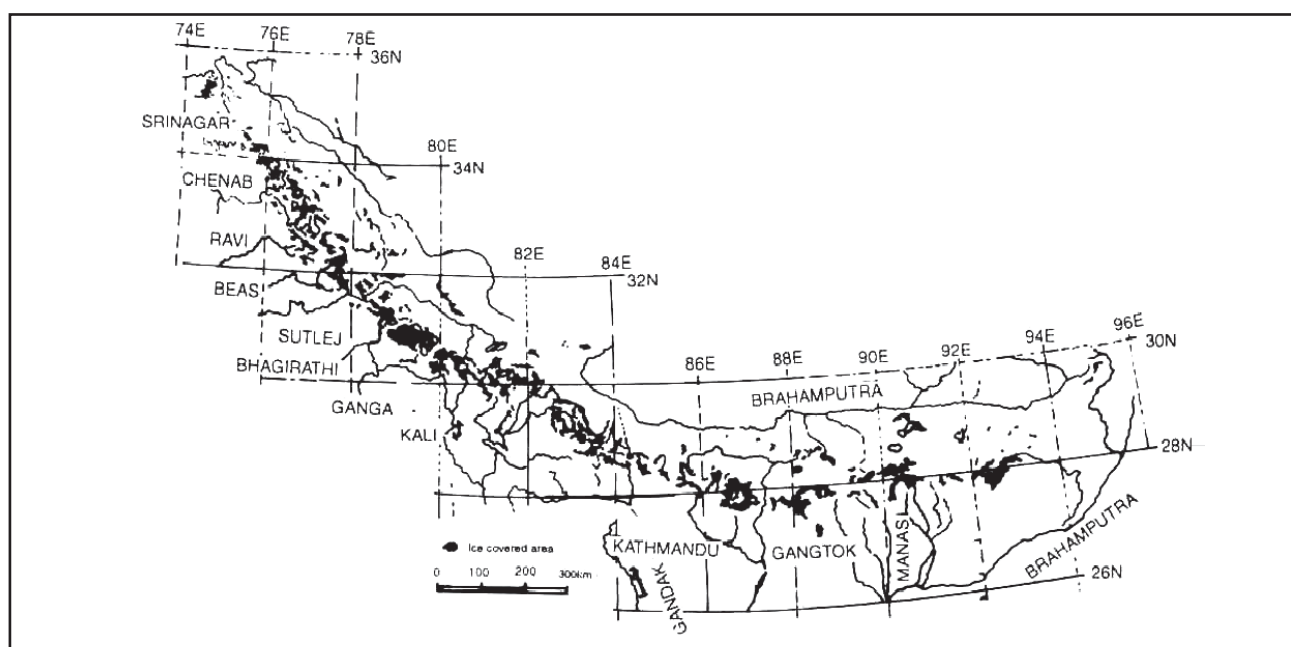 74E 76E 78E
36N
SRINAGAR
80E
34N
CHENAB
RAVI
82E 84E
32N
BEAS
SUTLEJ
BHAGIRATHI
GANGA
KALI
86E 88E 90E 92E 94E 96E
30N
BRAHAMPUTRA
28N
Ice covered area
0 100 200 300km
KATHMANDU
GANDAK
GANGTOK
MANASI
BRAHAMPUTRA
26N